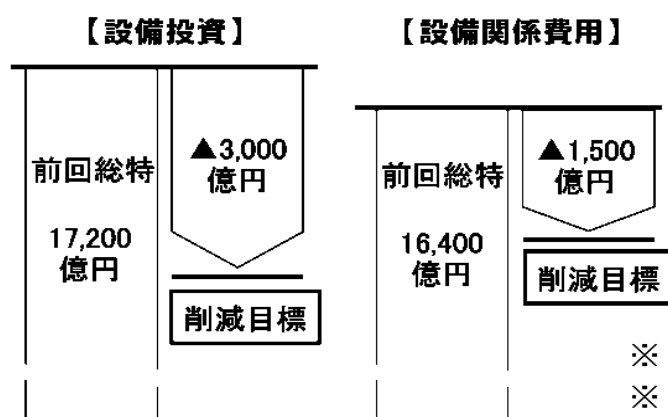 【設備投資】
前回総特
17,200
億円
▲3,000
億円
削減目標
【設備関係費用】
前回総特
16,400
億円
▲1,500
億円
削減目標
※
※